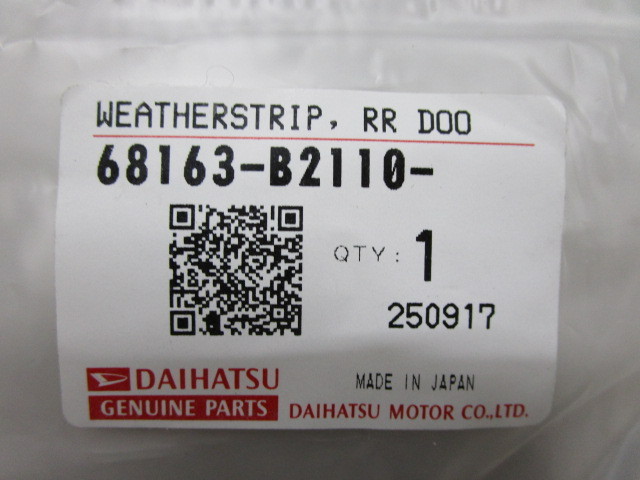 WEATHERSTRIP, RR DOO
68163-B2110-
QTY: 1
250917
DAIHATSU
GENUINE PARTS
MADE IN JAPAN
DAIHATSU MOTOR CO.,LTD.